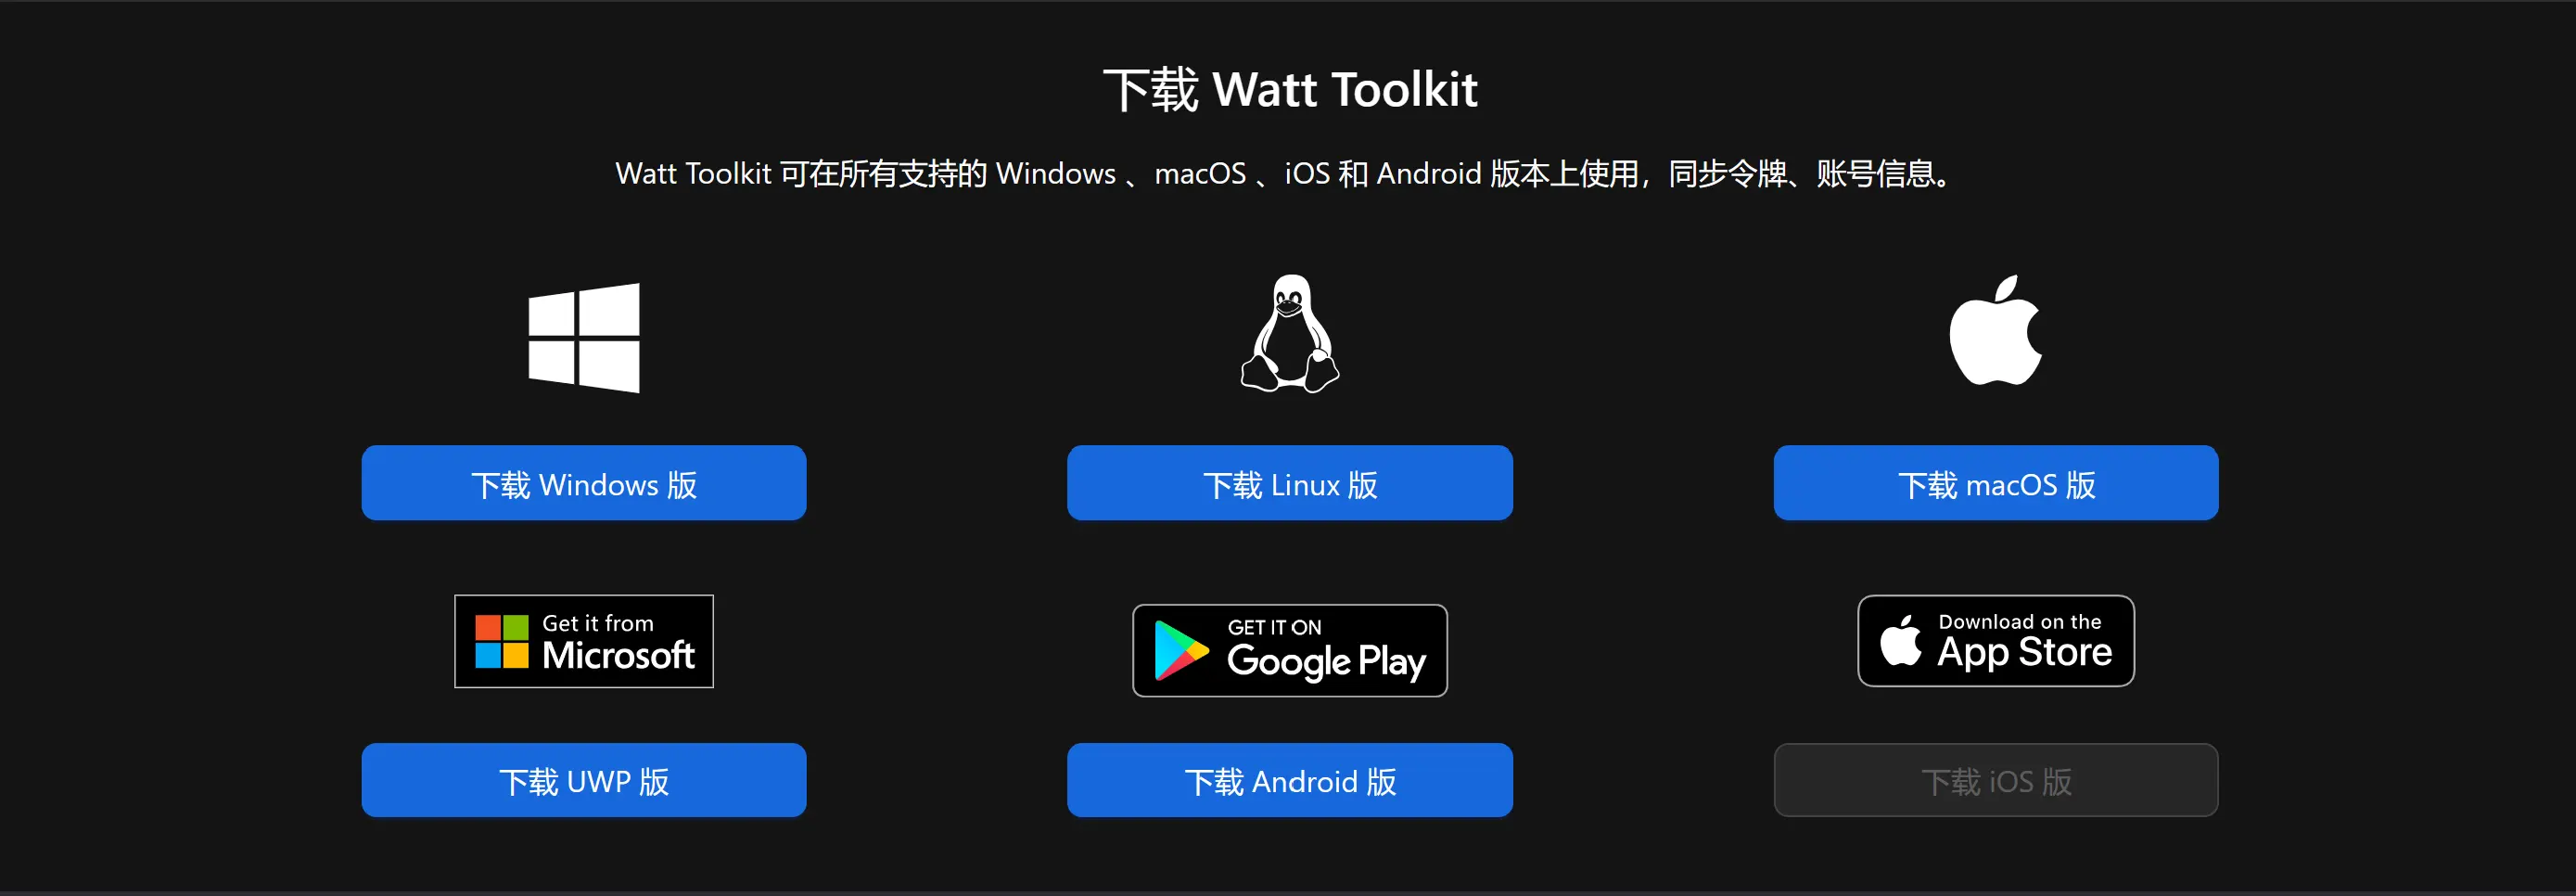 下载 Watt Toolkit
Watt Toolkit 可在所有支持的 Windows 、macOS 、iOS 和 Android 版本上使用，同步令牌、账号信息。
下载 Windows 版
下载 Linux 版
下载 macOS 版
Get it from
Microsoft
GET IT ON
Google Play
Download on the
App Store
下载 UWP 版
下载 Android 版
下载 iOS 版